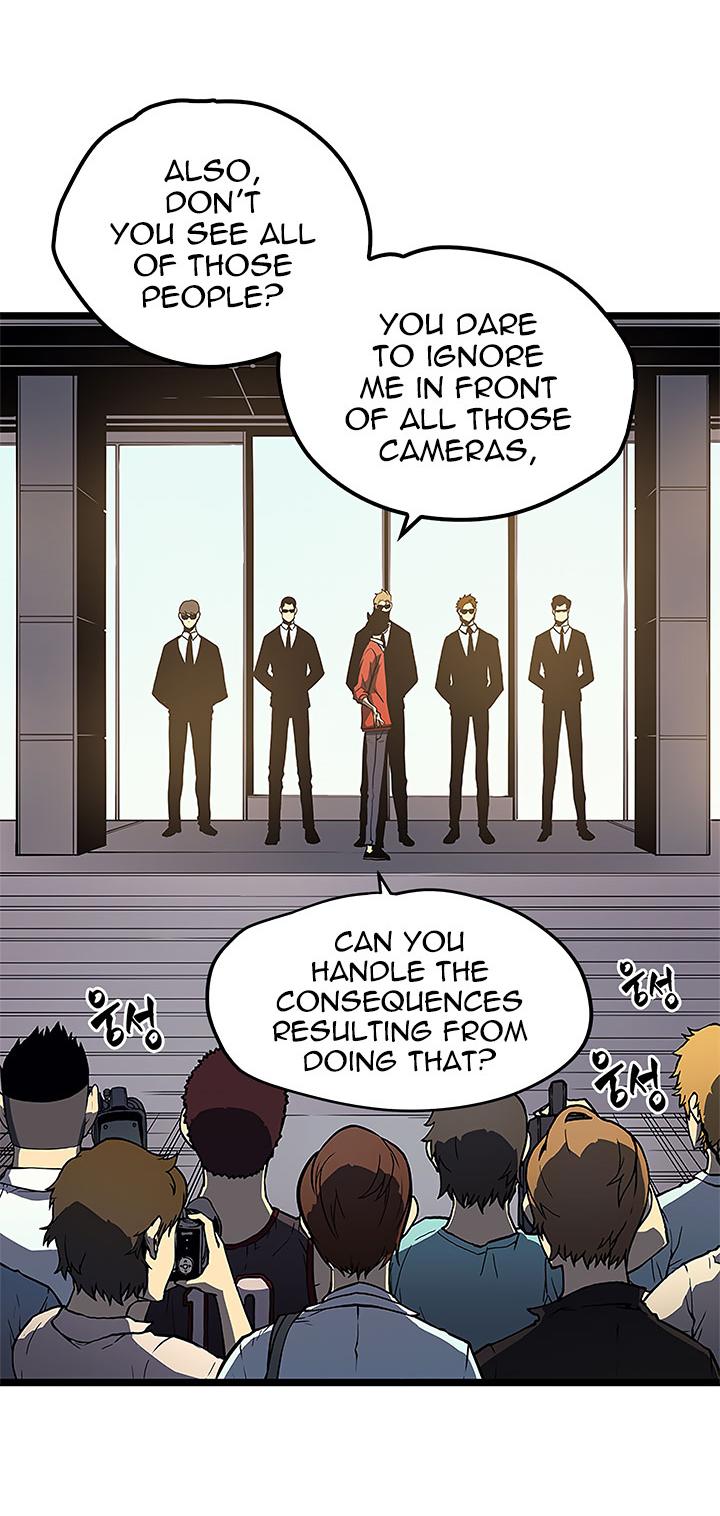 ALSO,
DON'T
YOU SEE ALL
OF THOSE
PEOPLE?
YOU DARE
TO IGNORE
ME IN FRONT
OF ALL THOSE
CAMERAS,
CAN YOU
HANDLE THE
CONSEQUENCES
RESULTING FROM
DOING THAT?
웅성
웅성
웅성
10